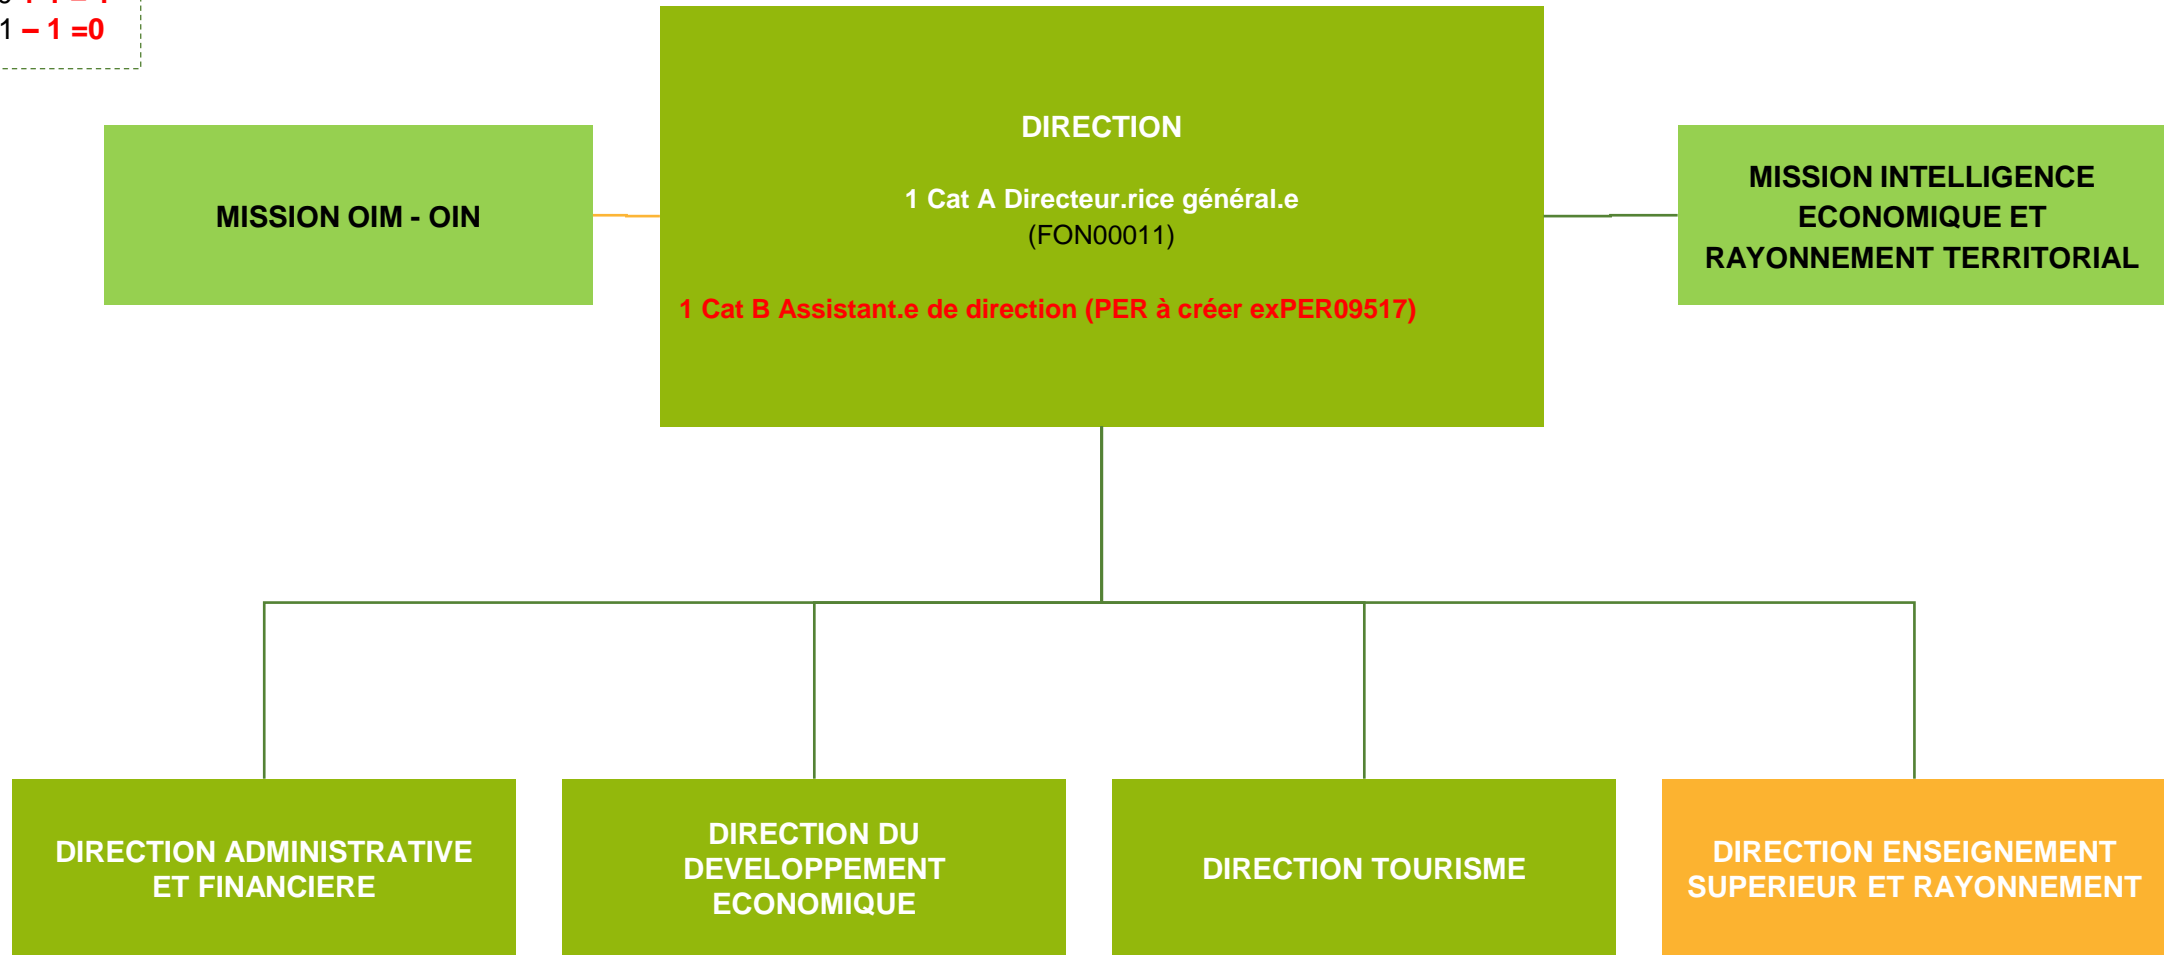 1 – 1 =0
DIRECTION
1 Cat A Directeur.rice général.e
(FON00011)
1 Cat B Assistant.e de direction (PER à créer exPER09517)
MISSION OIM - OIN
MISSION INTELLIGENCE
ECONOMIQUE ET
RAYONNEMENT TERRITORIAL
DIRECTION ADMINISTRATIVE
ET FINANCIERE
DIRECTION DU
DEVELOPPEMENT
ECONOMIQUE
DIRECTION TOURISME
DIRECTION ENSEIGNEMENT
SUPERIEUR ET RAYONNEMENT